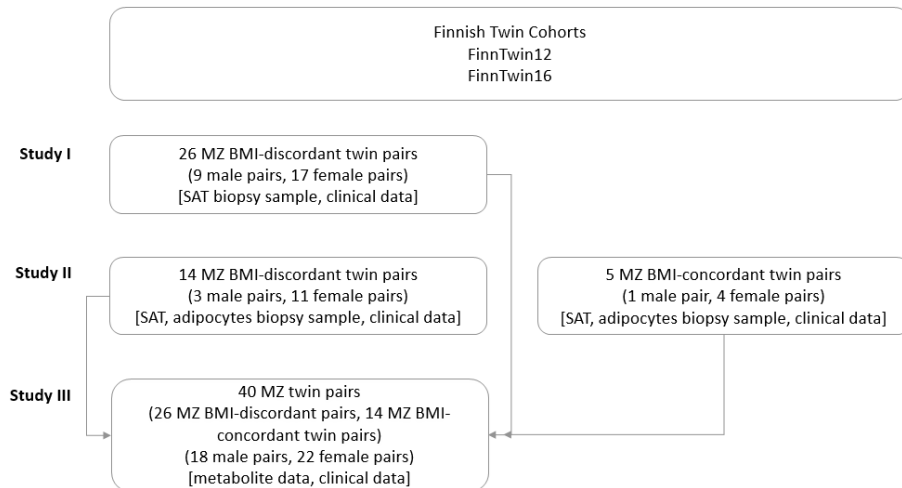 Finnish Twin Cohorts
FinnTwin12
FinnTwin16
Study I
26 MZ BMI-discordant twin pairs
(9 male pairs, 17 female pairs)
[SAT biopsy sample, clinical data]
Study II
14 MZ BMI-discordant twin pairs
(3 male pairs, 11 female pairs)
[SAT, adipocytes biopsy sample, clinical data]
5 MZ BMI-concordant twin pairs
(1 male pair, 4 female pairs)
[SAT, adipocytes biopsy sample, clinical data]
Study III
40 MZ twin pairs
(26 MZ BMI-discordant pairs, 14 MZ BMI-
concordant twin pairs)
(18 male pairs, 22 female pairs)
[metabolite data, clinical data]